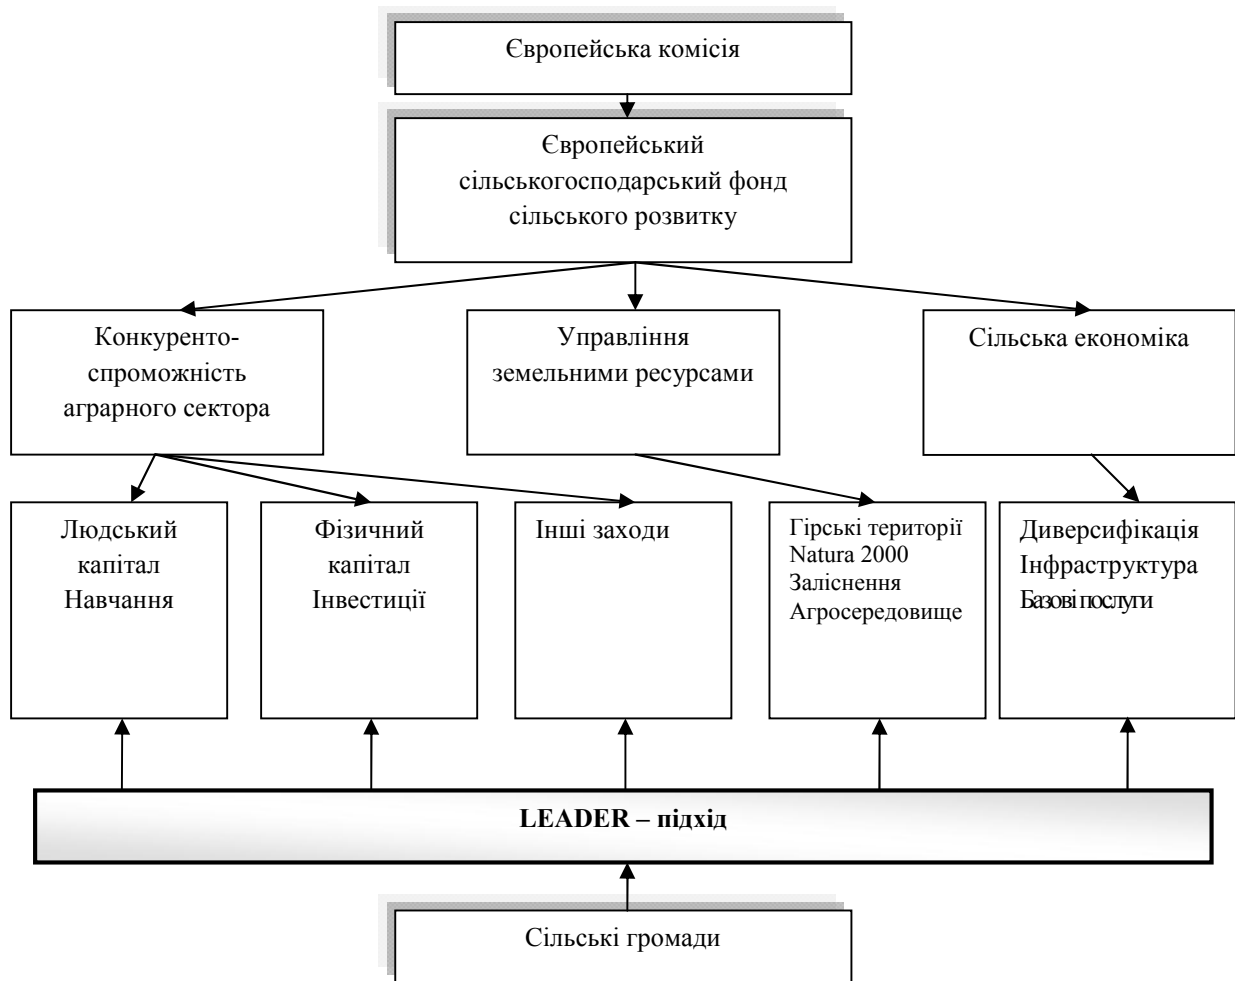 Європейська комісія
Європейський
сільськогосподарський фонд
сільського розвитку
Конкуренто-
спроможність
аграрного сектора
Управління
земельними ресурсами
Сільська економіка
Людський
капітал
Навчання
Фізичний
капітал
Інвестиції
Інші заходи
Гірські території
Natura 2000
Заліснення
Агросередовище
Диверсифікація
Інфраструктура
Базові послуги
LEADER – підхід
Сільські громади